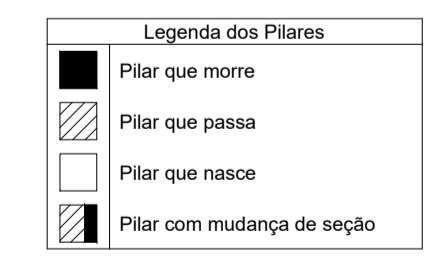 Legenda dos Pilares
Pilar que morre
Pilar que passa
Pilar que nasce
Pilar com mudança de seção